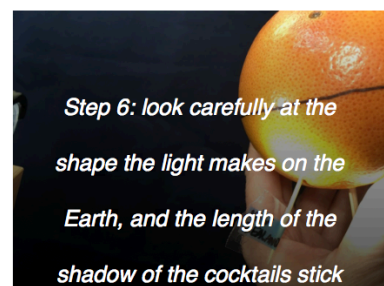 Step 6: look carefully at the
shape the light makes on the
Earth, and the length of the
shadow of the cocktails stick